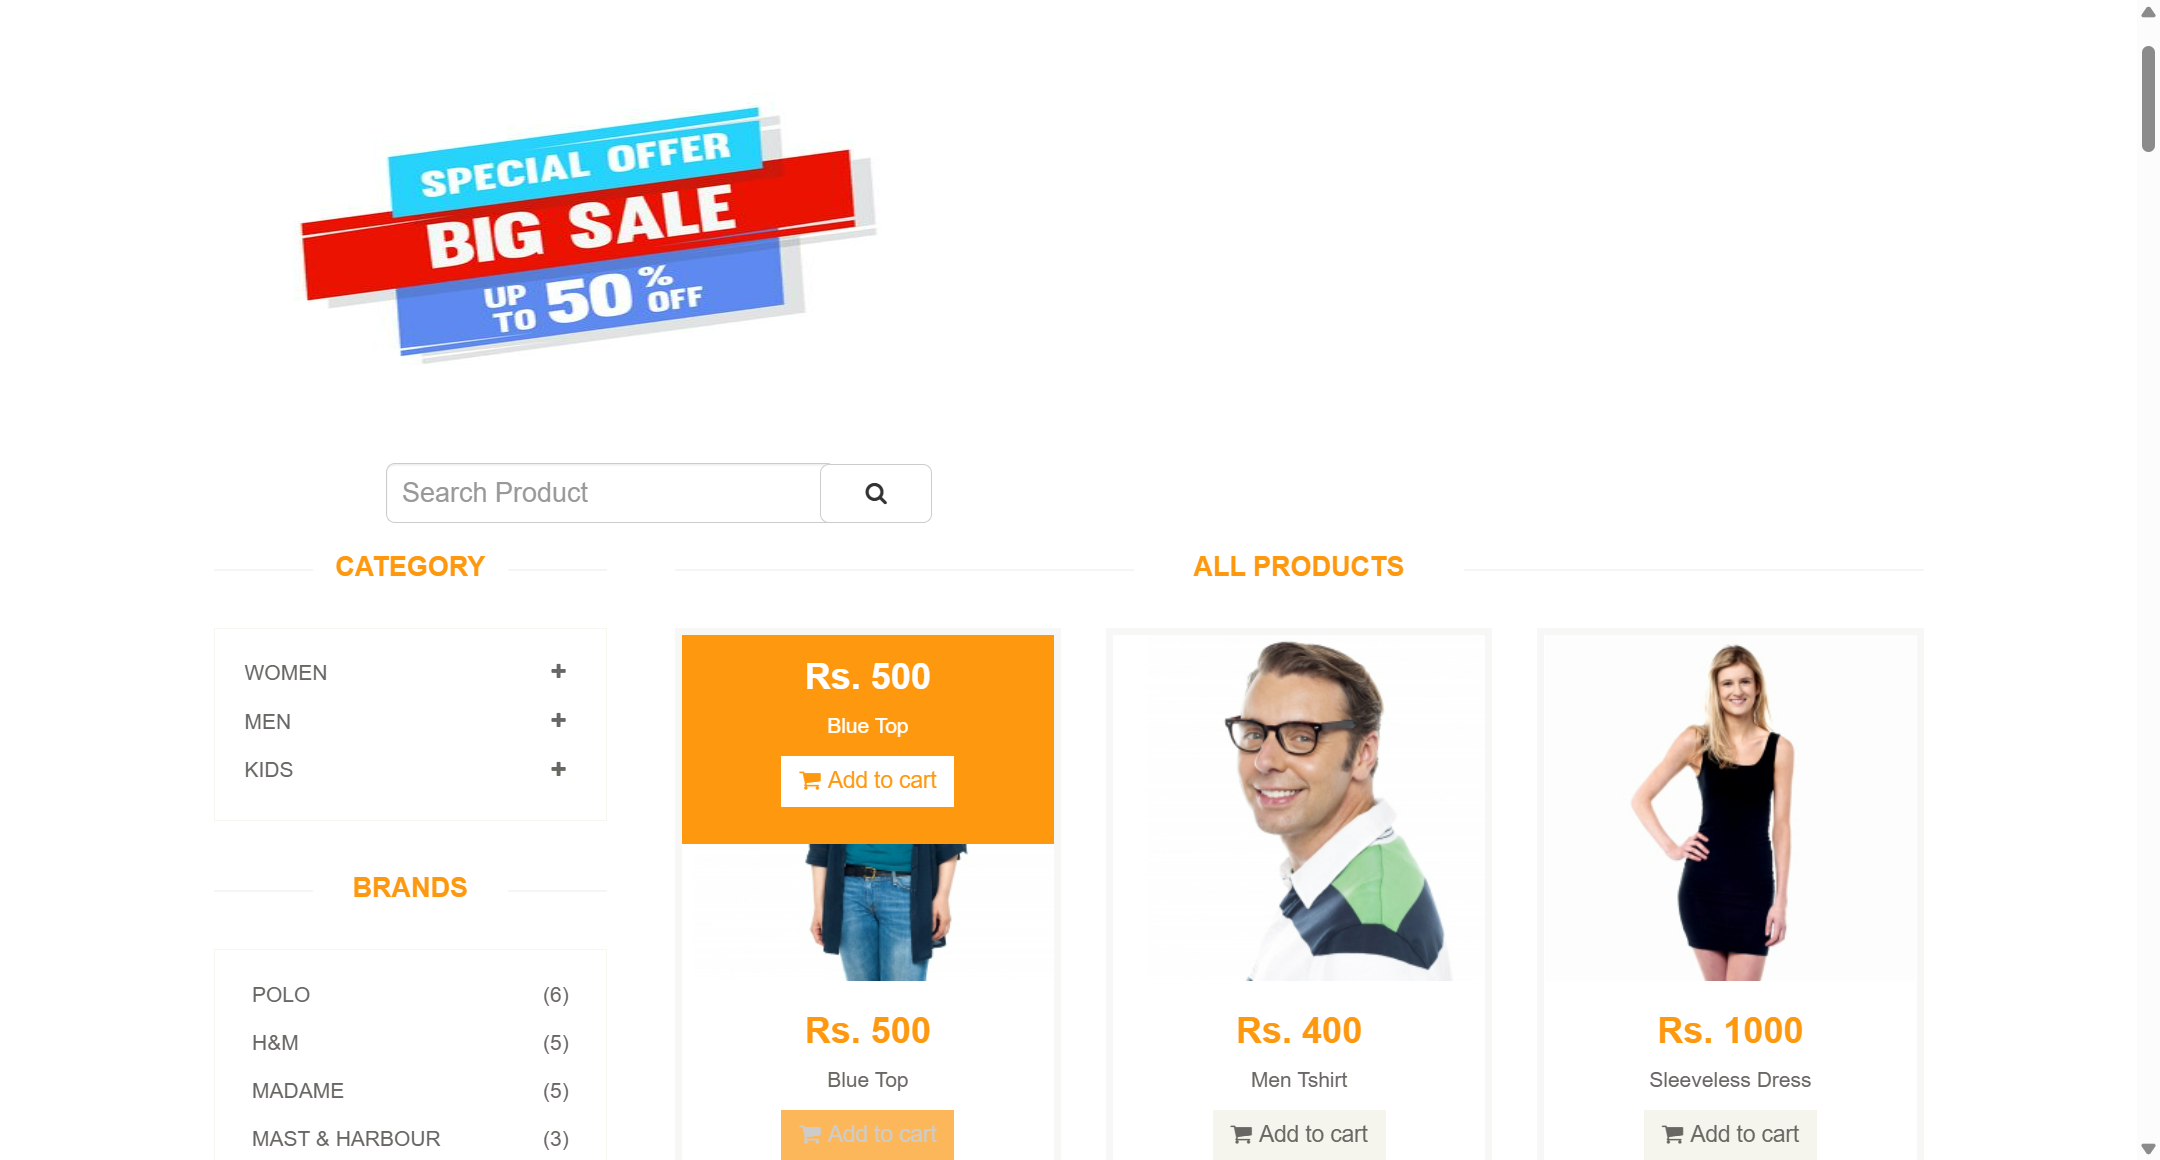 SPECIAL OFFER
BIG SALE
UP TO 50% OFF
Search Product
CATEGORY
WOMEN
MEN
KIDS
BRANDS
POLO (6)
H&M (5)
MADAME (5)
MAST & HARBOUR (3)
ALL PRODUCTS
Rs. 500
Blue Top
Add to cart
Rs. 500
Blue Top
Add to cart
Rs. 400
Men Tshirt
Add to cart
Rs. 1000
Sleeveless Dress
Add to cart